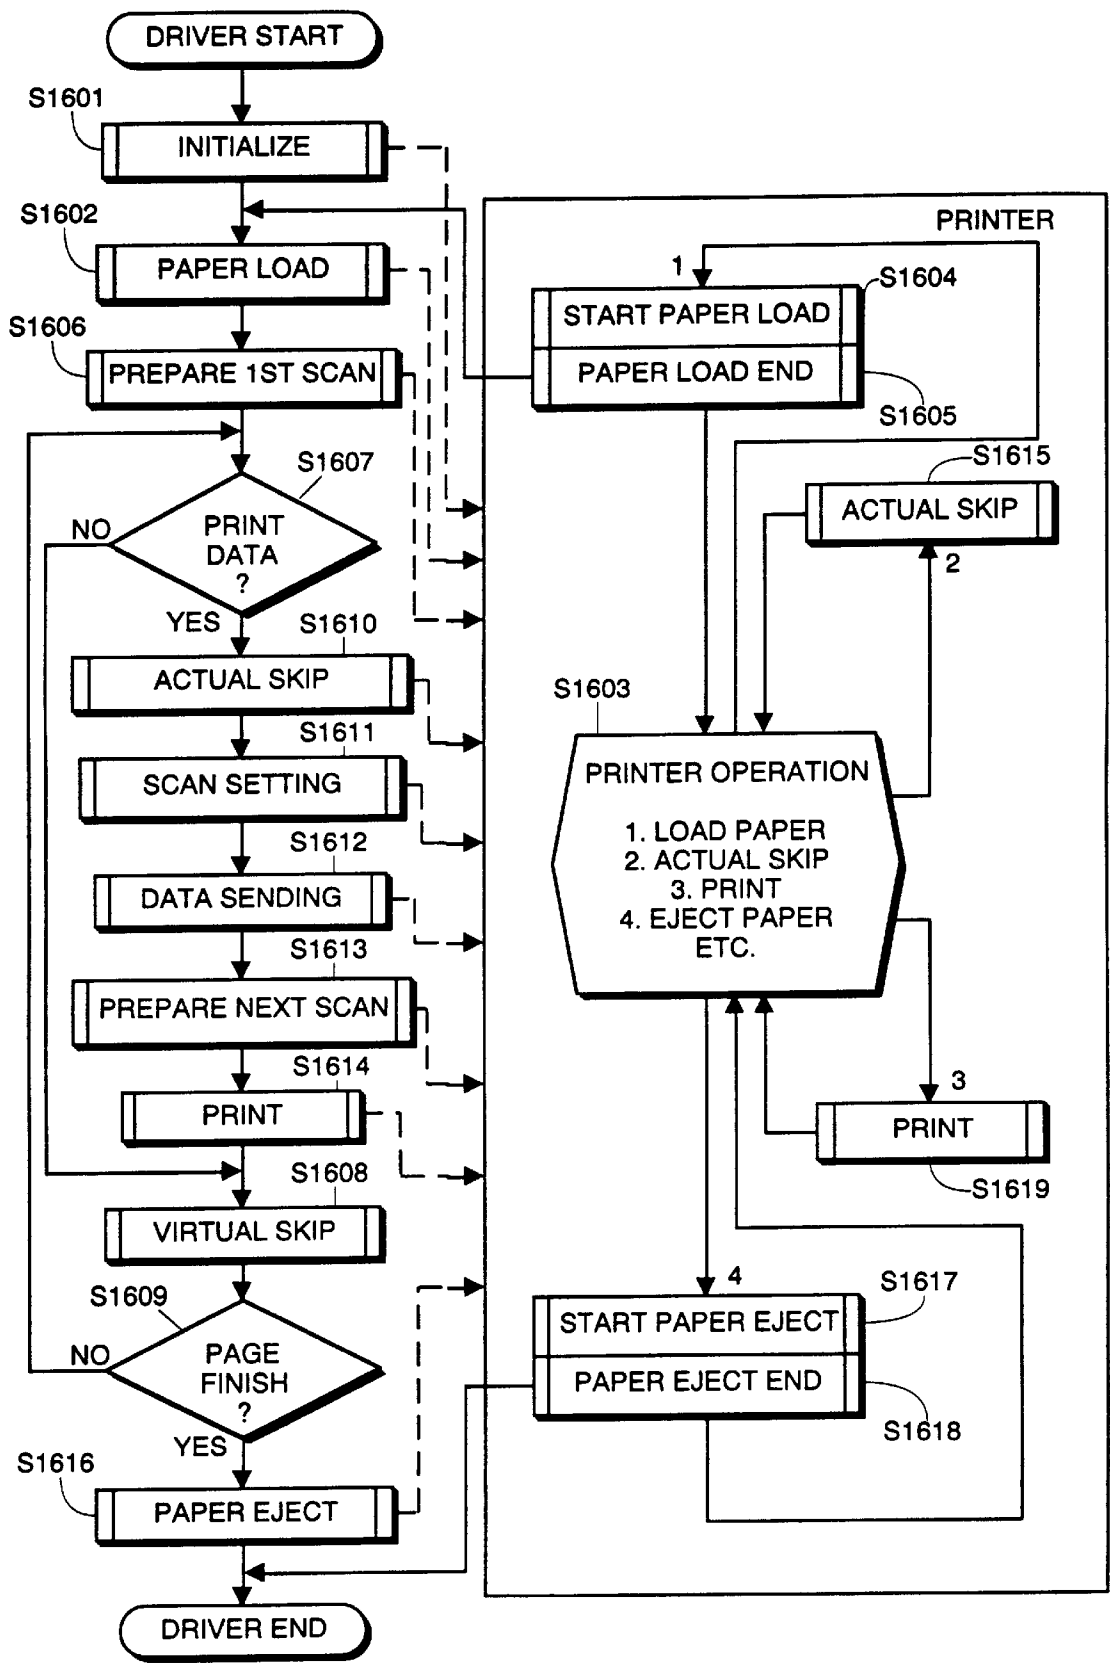 DRIVER START
S1601
INITIALIZE
S1602
PAPER LOAD
S1606
PREPARE 1ST SCAN
S1607
PRINT
DATA
?
NO
YES
S1610
ACTUAL SKIP
S1611
SCAN SETTING
S1612
DATA SENDING
S1613
PREPARE NEXT SCAN
S1614
PRINT
S1608
VIRTUAL SKIP
S1609
PAGE
FINISH
?
NO
YES
S1616
PAPER EJECT
DRIVER END
PRINTER
1
S1604
START PAPER LOAD
PAPER LOAD END
S1605
S1615
ACTUAL SKIP
2
S1603
PRINTER OPERATION
1. LOAD PAPER
2. ACTUAL SKIP
3. PRINT
4. EJECT PAPER
ETC.
3
PRINT
S1619
4
S1617
START PAPER EJECT
PAPER EJECT END
S1618